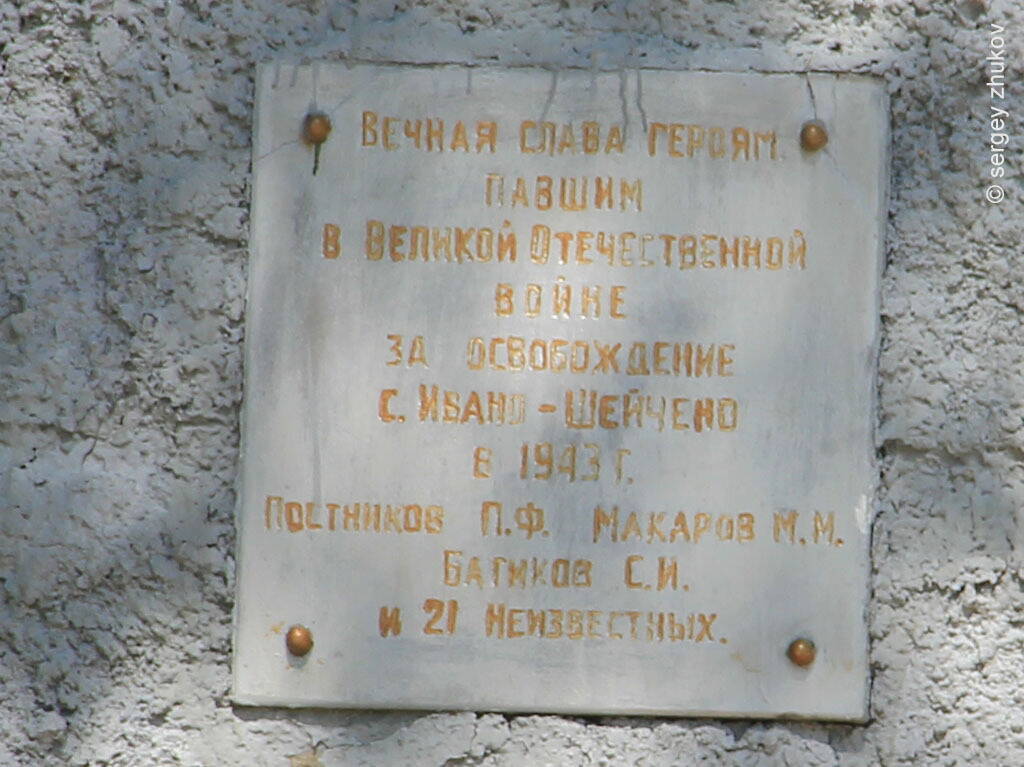 Вечная слава героям
павшим
в Великой Отечественной
войне
за освобождение
с. Ивано-Шейчено
в 1943 г.
Постников П.Ф. Макаров М.М.
Багиков С.И.
и 21 Неизвестных.
© sergey zhukov